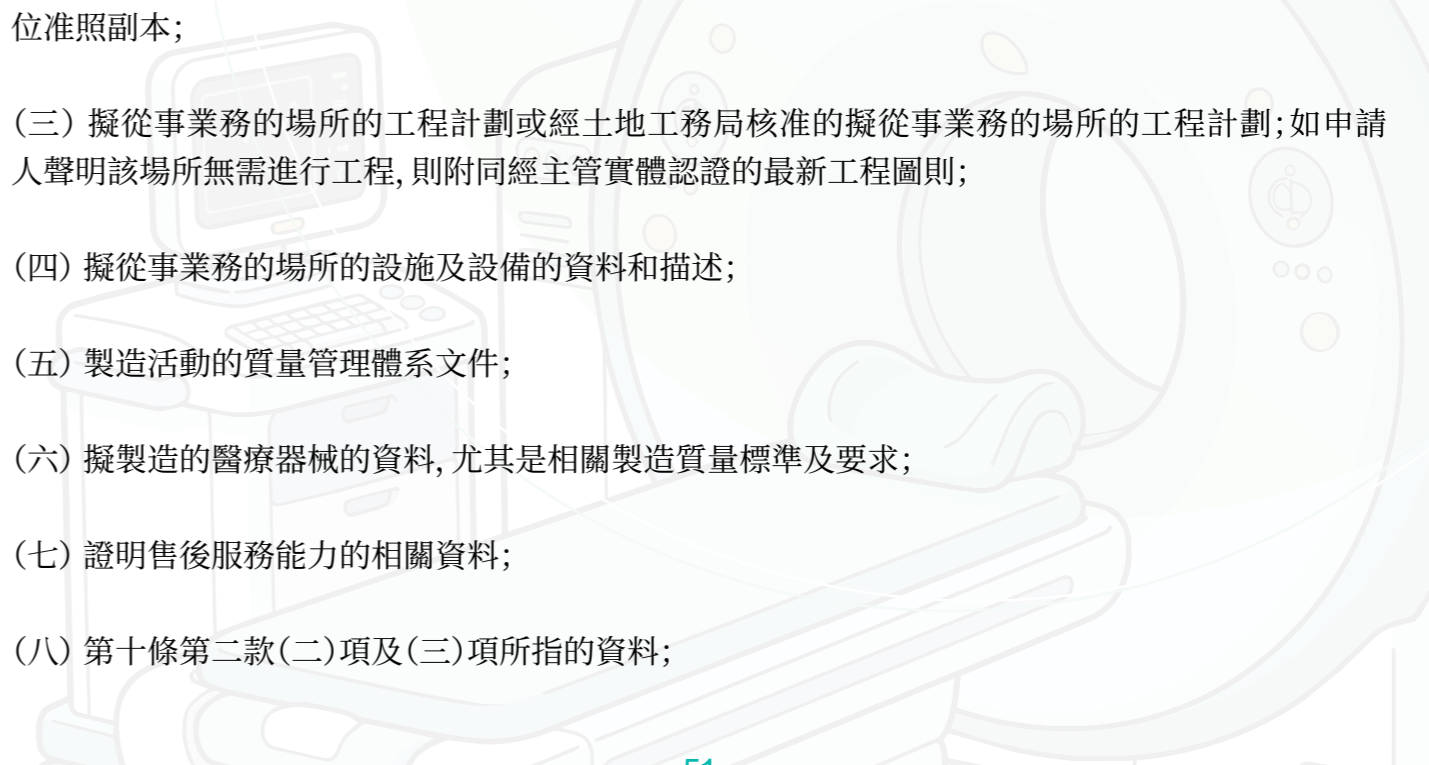 位准照副本；
（三）擬從事業務的場所的工程計劃或經土地工務局核准的擬從事業務的場所的工程計劃；如申請
人聲明該場所無需進行工程，則附同經主管實體認證的最新工程圖則；
（四）擬從事業務的場所的設施及設備的資料和描述；
（五）製造活動的質量管理體系文件；
（六）擬製造的醫療器械的資料，尤其是相關製造質量標準及要求；
（七）證明售後服務能力的相關資料；
（八）第十條第二款（二）項及（三）項所指的資料；
51